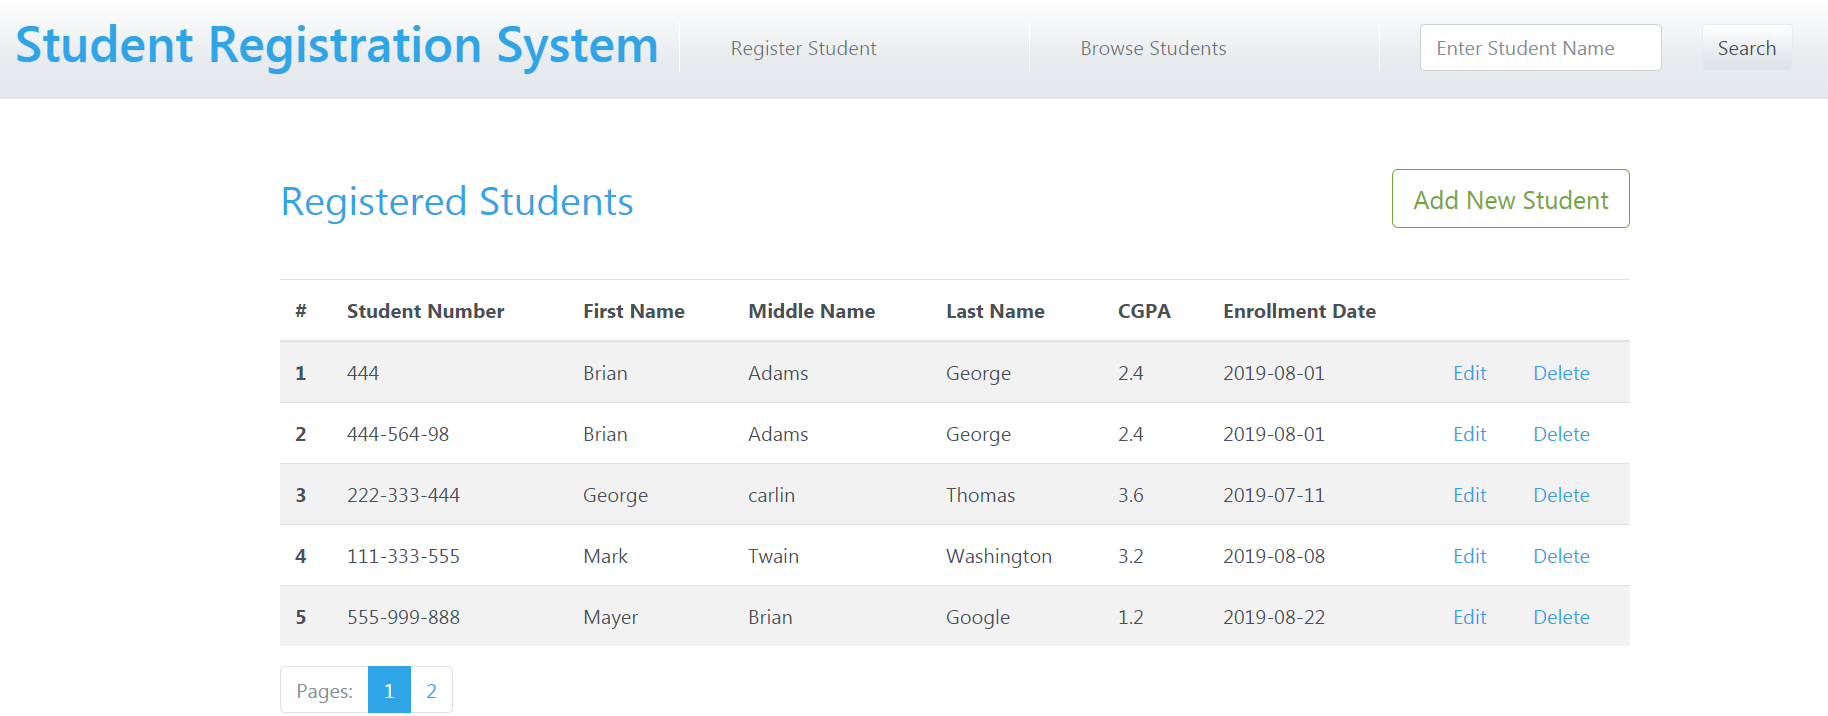 Student Registration System Register Student Browse Students Enter Student Name Search
Registered Students Add New Student
# Student Number First Name Middle Name Last Name CGPA Enrollment Date
1 444 Brian Adams George 2.4 2019-08-01 Edit Delete
2 444-564-98 Brian Adams George 2.4 2019-08-01 Edit Delete
3 222-333-444 George carlin Thomas 3.6 2019-07-11 Edit Delete
4 111-333-555 Mark Twain Washington 3.2 2019-08-08 Edit Delete
5 555-999-888 Mayer Brian Google 1.2 2019-08-22 Edit Delete
Pages: 1 2